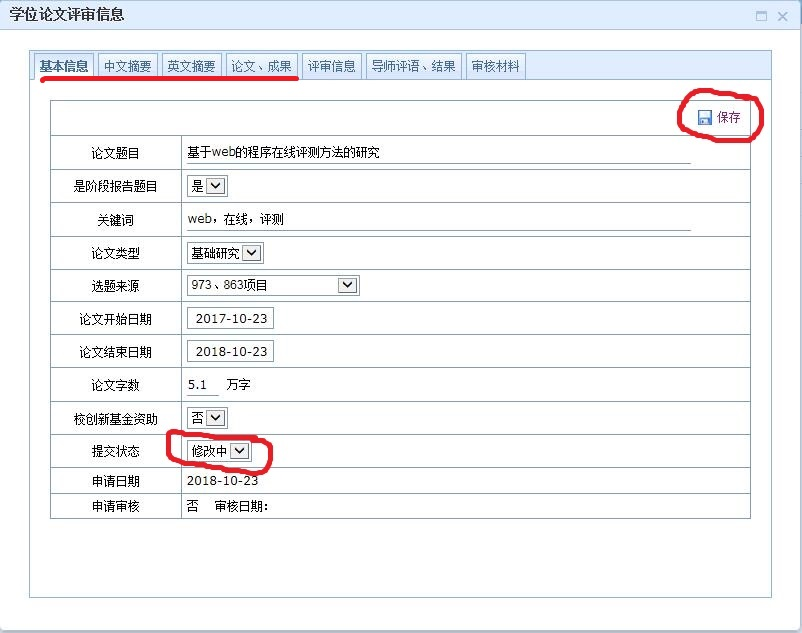 学位论文评审信息
基本信息 中文摘要 英文摘要 论文、成果 评审信息 导师评语、结果 审核材料
保存
论文题目 基于web的程序在线评测方法的研究
是阶段报告题目 是
关键词 web，在线，评测
论文类型 基础研究
选题来源 973、863项目
论文开始日期 2017-10-23
论文结束日期 2018-10-23
论文字数 5.1 万字
校创新基金资助 否
提交状态 修改中
申请日期 2018-10-23
申请审核 否 审核日期：